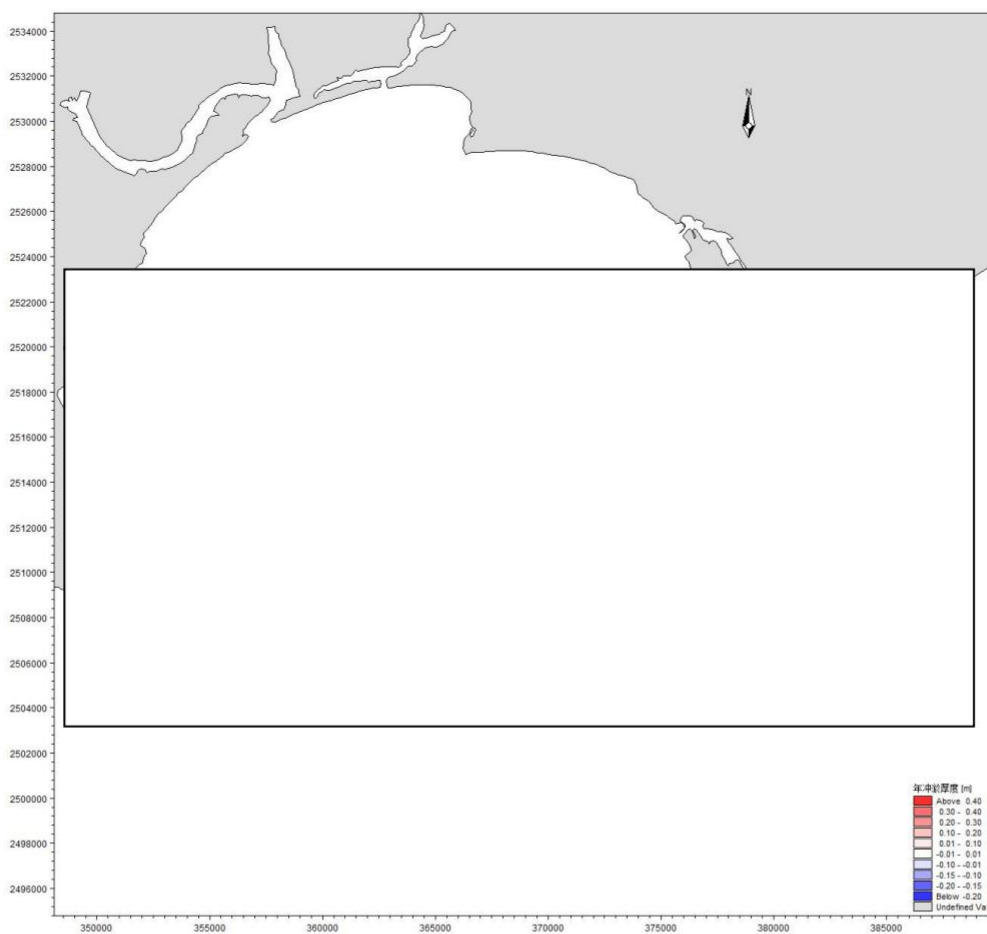 2534000
2532000
2530000
2528000
2526000
2524000
2522000
2520000
2518000
2516000
2514000
2512000
2510000
2508000
2506000
2504000
2502000
2500000
2498000
2496000
N
年冲淤厚度 [m]
Above 0.40
0.30 - 0.40
0.20 - 0.30
0.10 - 0.20
0.01 - 0.10
-0.01 - 0.01
-0.10 - -0.01
-0.15 - -0.10
-0.20 - -0.15
Below -0.20
Undefined Va
350000 355000 360000 365000 370000 375000 380000 385000